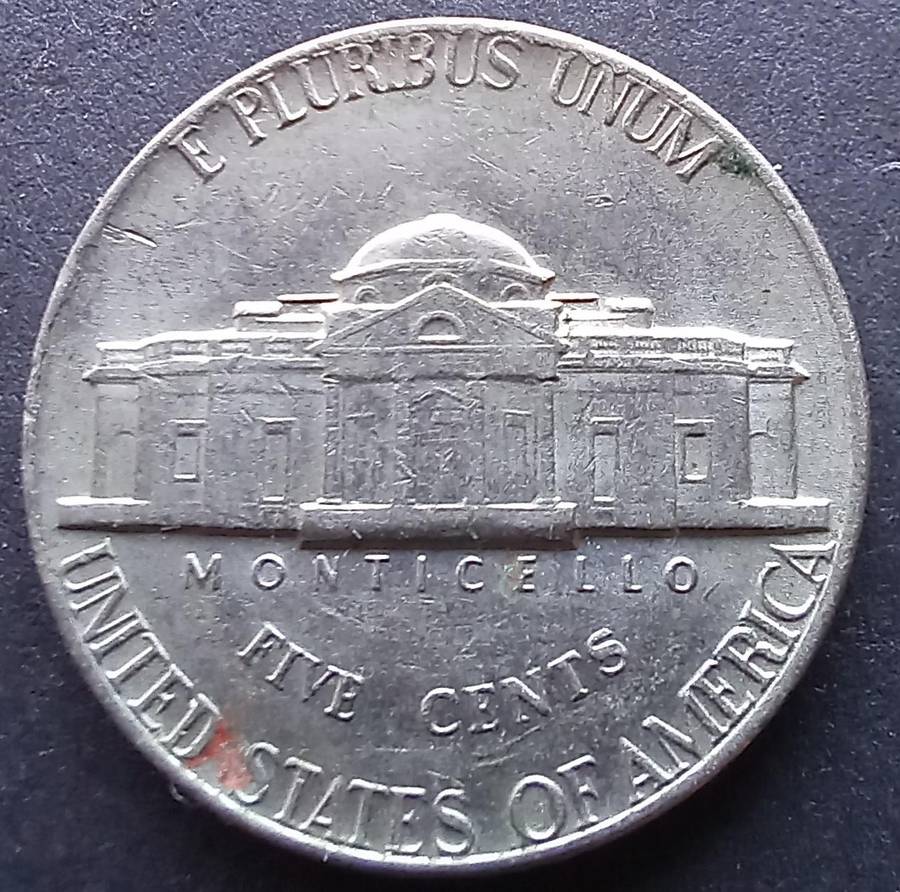 E PLURIBUS UNUM
MONTICELLO
FIVE CENTS
UNITED STATES OF AMERICA